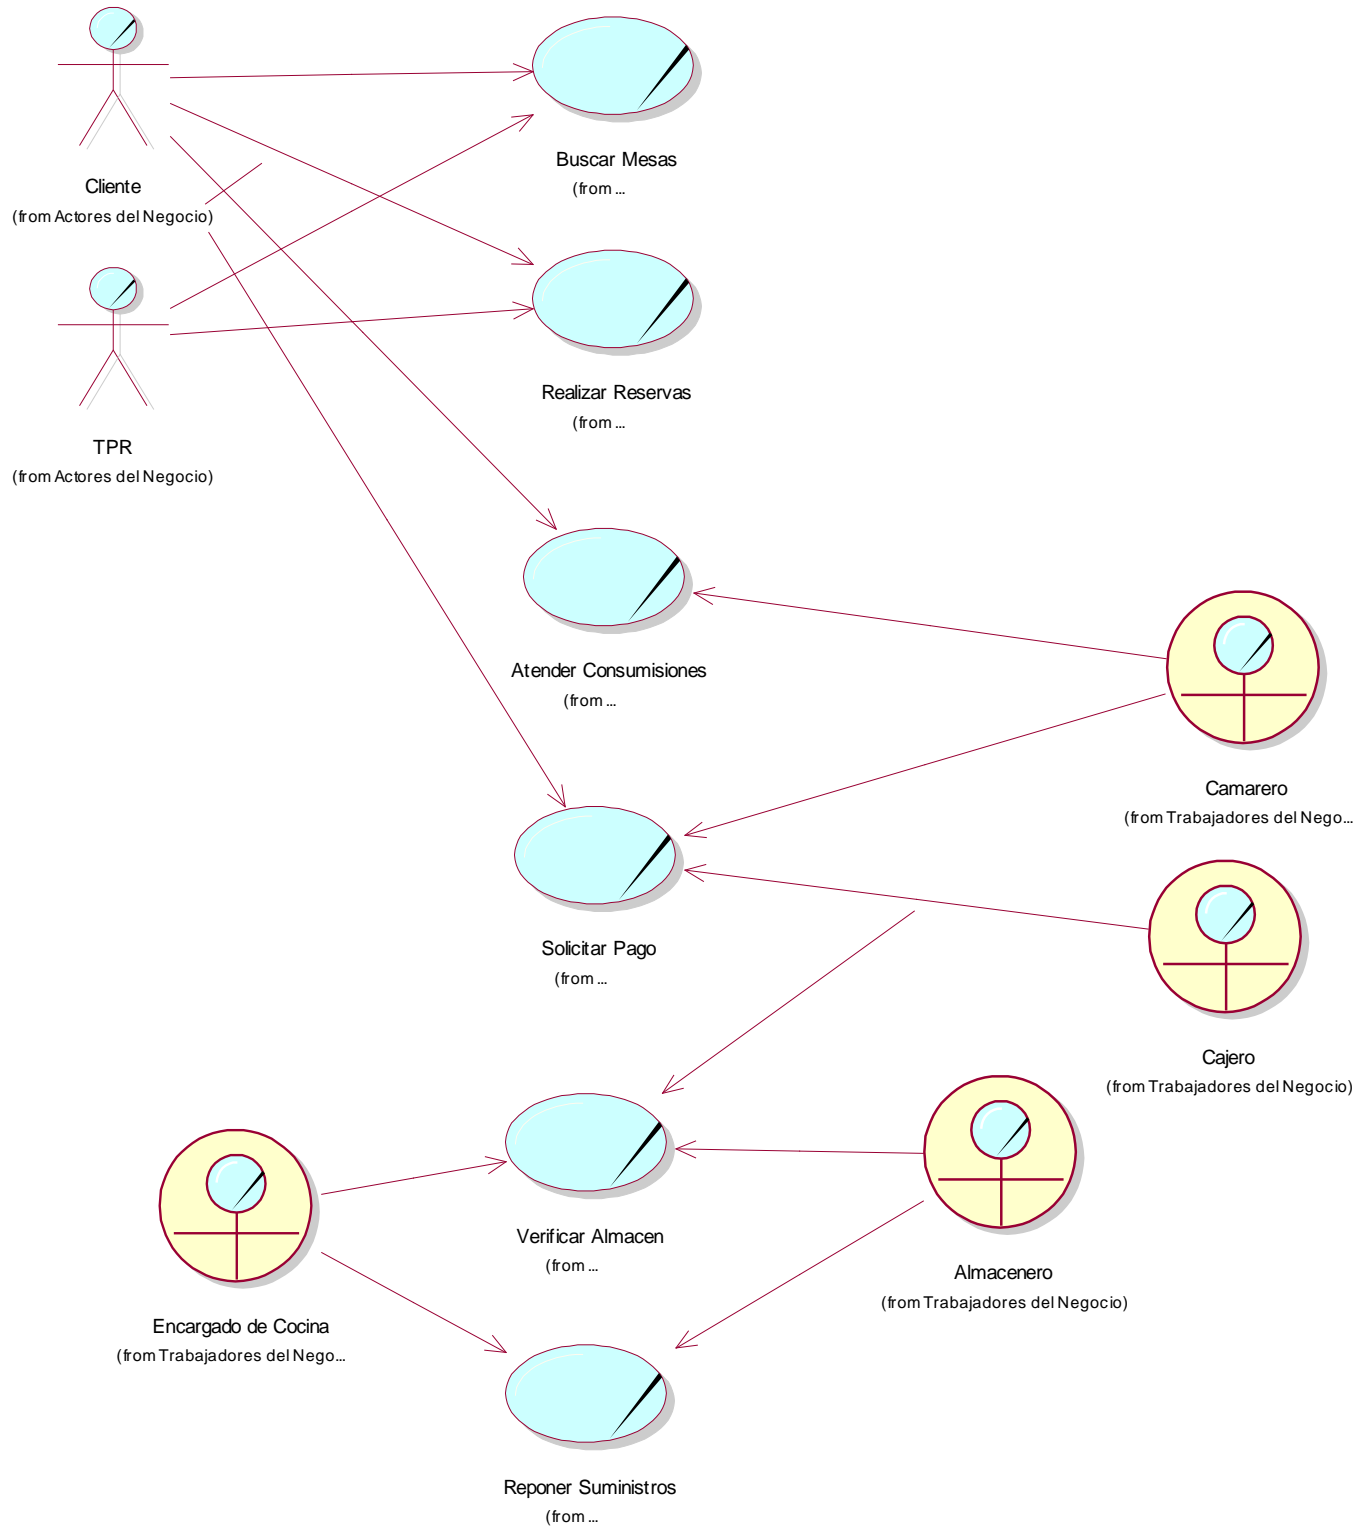 Cliente
(from Actores del Negocio)
Buscar Mesas
(from ...
TPR
(from Actores del Negocio)
Realizar Reservas
(from ...
Atender Consumisiones
(from ...
Camarero
(from Trabajadores del Nego...
Solicitar Pago
(from ...
Cajero
(from Trabajadores del Negocio)
Verificar Almacen
(from ...
Almacenero
(from Trabajadores del Negocio)
Encargado de Cocina
(from Trabajadores del Nego...
Reponer Suministros
(from ...